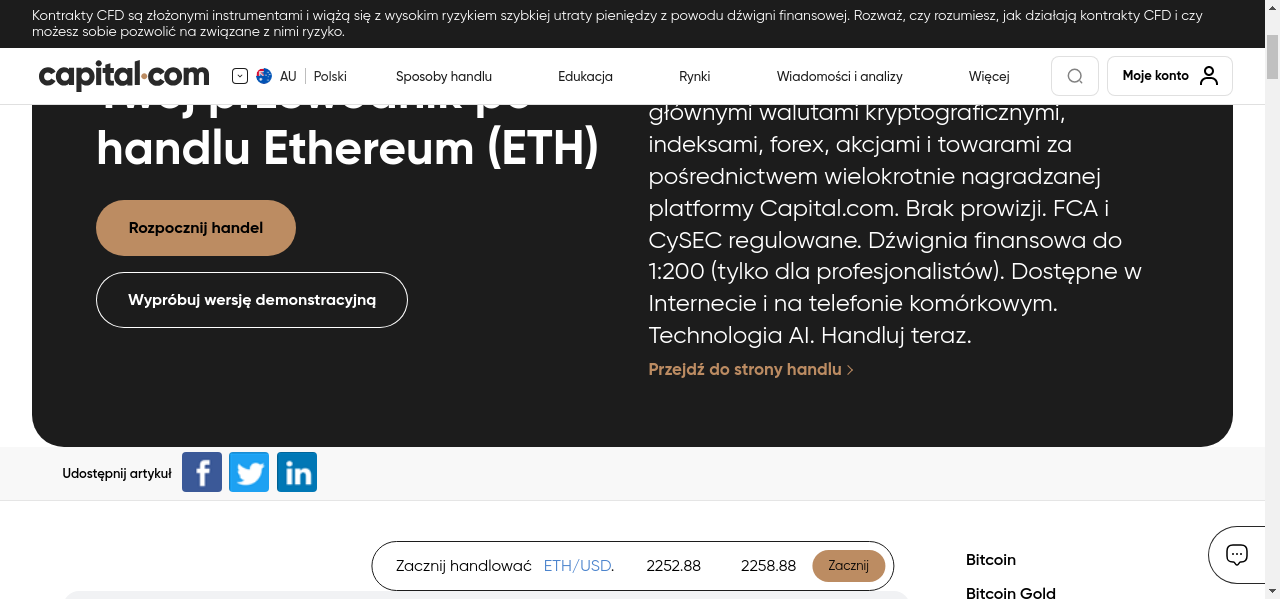 Kontrakty CFD są złożonymi instrumentami i wiążą się z wysokim ryzykiem szybkiej utraty pieniędzy z powodu dźwigni finansowej. Rozważ, czy rozumiesz, jak działają kontrakty CFD i czy
możesz sobie pozwolić na związane z nimi ryzyko.
capital.com
AU
Polski
Sposoby handlu
Edukacja
Rynki
Wiadomości i analizy
Więcej
Moje konto
Twój przewodnik po
handlu Ethereum (ETH)
Rozpocznij handel
Wypróbuj wersję demonstracyjną
głównymi walutami kryptograficznymi,
indeksami, forex, akcjami i towarami za
pośrednictwem wielokrotnie nagradzanej
platformy Capital.com. Brak prowizji. FCA i
CySEC regulowane. Dźwignia finansowa do
1:200 (tylko dla profesjonalistów). Dostępne w
Internecie i na telefonie komórkowym.
Technologia AI. Handluj teraz.
Przejdź do strony handlu
Udostępnij artykuł
Zacznij handlować ETH/USD. 2252.88 2258.88 Zacznij
Bitcoin
Bitcoin Gold